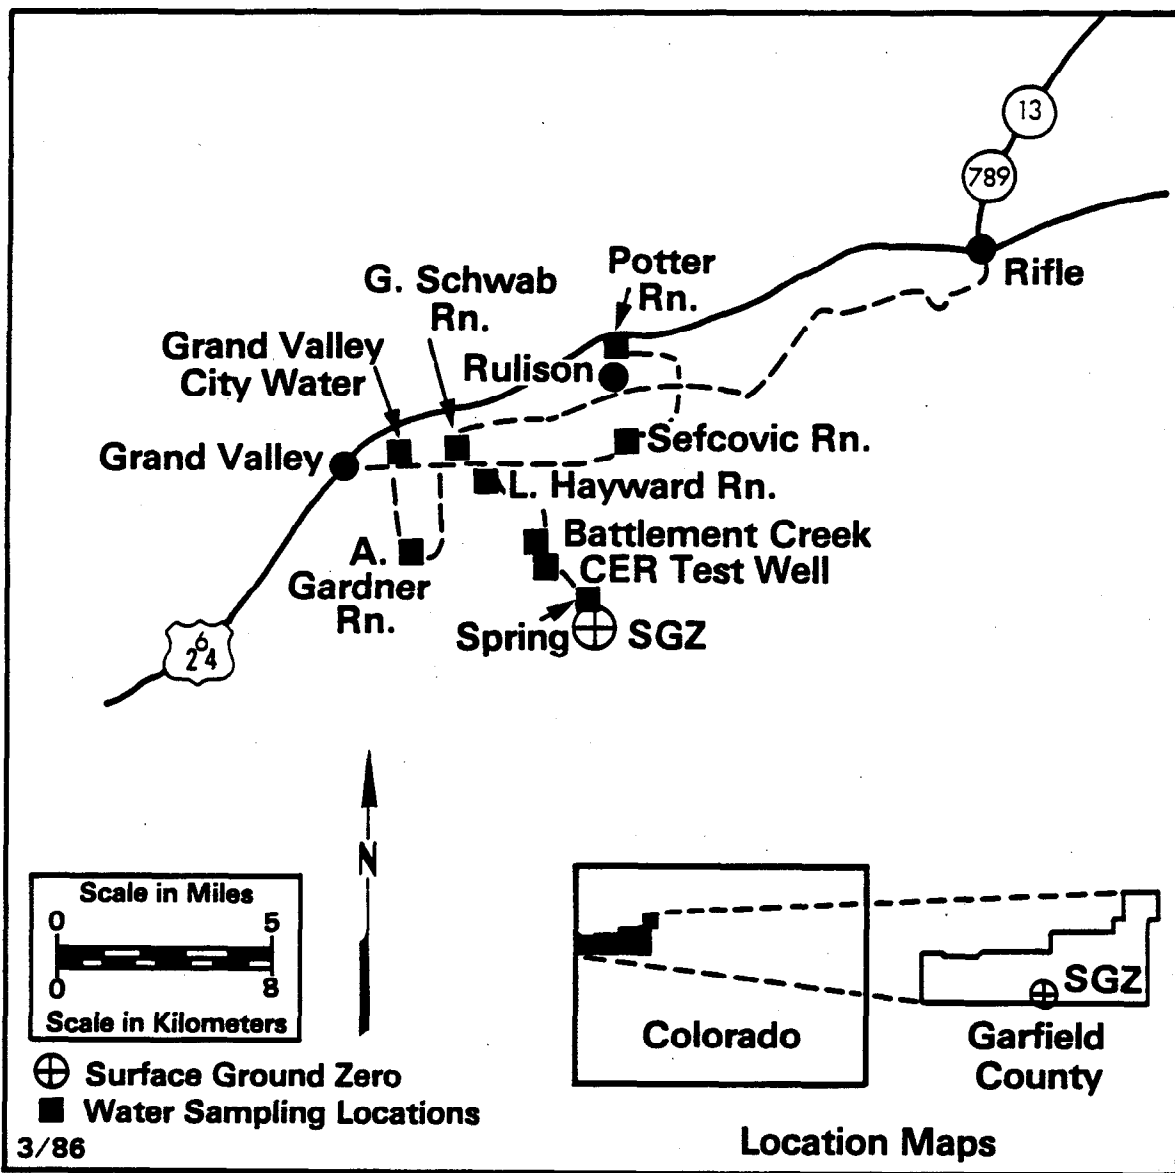 13
789
Rifle
Potter
Rn.
G. Schwab
Rn.
Grand Valley
City Water
Rulison
Grand Valley
Sefcovic Rn.
L. Hayward Rn.
A.
Gardner
Rn.
Battlement Creek
CER Test Well
Spring
SGZ
6
24
N
Scale in Miles
0 5
0 8
Scale in Kilometers
Surface Ground Zero
Water Sampling Locations
3/86
Colorado
SGZ
Garfield
County
Location Maps